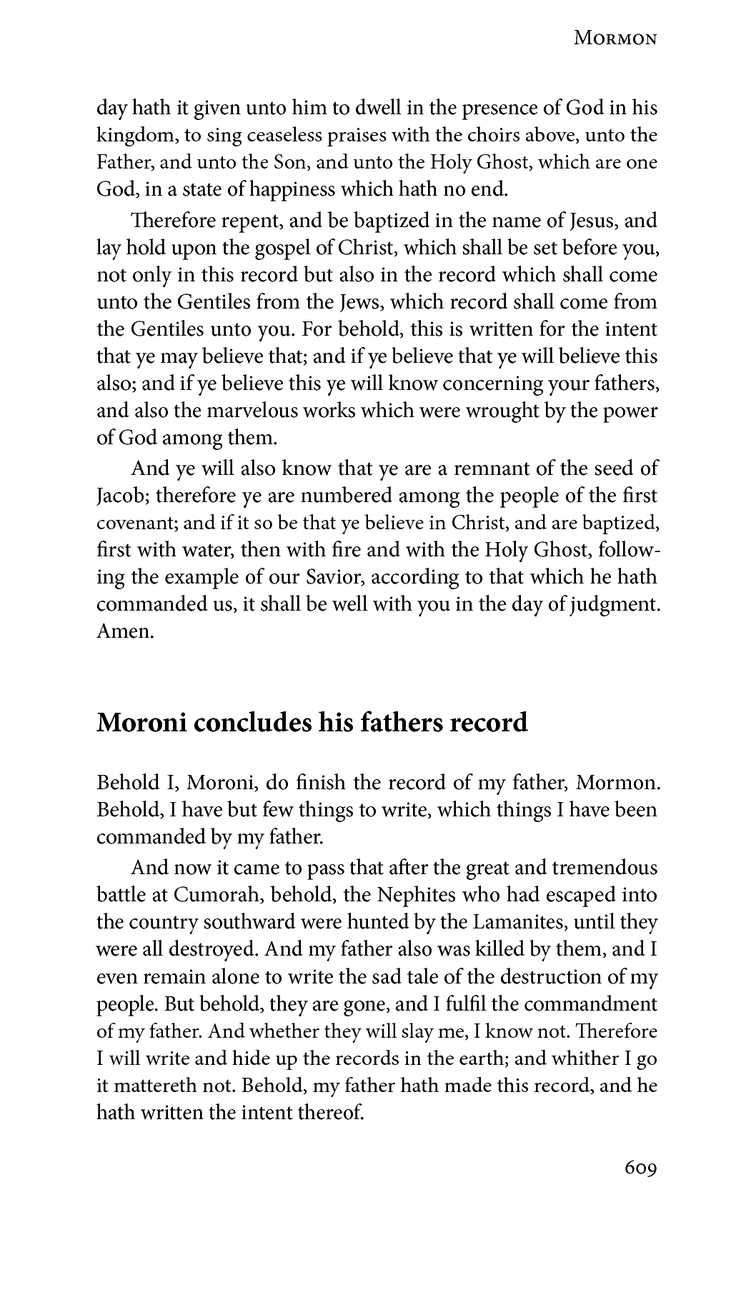 Mormon
day hath it given unto him to dwell in the presence of God in his
kingdom, to sing ceaseless praises with the choirs above, unto the
Father, and unto the Son, and unto the Holy Ghost, which are one
God, in a state of happiness which hath no end.
Therefore repent, and be baptized in the name of Jesus, and
lay hold upon the gospel of Christ, which shall be set before you,
not only in this record but also in the record which shall come
unto the Gentiles from the Jews, which record shall come from
the Gentiles unto you. For behold, this is written for the intent
that ye may believe that; and if ye believe that ye will believe this
also; and if ye believe this ye will know concerning your fathers,
and also the marvelous works which were wrought by the power
of God among them.
And ye will also know that ye are a remnant of the seed of
Jacob; therefore ye are numbered among the people of the first
covenant; and if it so be that ye believe in Christ, and are baptized,
first with water, then with fire and with the Holy Ghost, follow-
ing the example of our Savior, according to that which he hath
commanded us, it shall be well with you in the day of judgment.
Amen.
Moroni concludes his fathers record
Behold I, Moroni, do finish the record of my father, Mormon.
Behold, I have but few things to write, which things I have been
commanded by my father.
And now it came to pass that after the great and tremendous
battle at Cumorah, behold, the Nephites who had escaped into
the country southward were hunted by the Lamanites, until they
were all destroyed. And my father also was killed by them, and I
even remain alone to write the sad tale of the destruction of my
people. But behold, they are gone, and I fulfil the commandment
of my father. And whether they will slay me, I know not. Therefore
I will write and hide up the records in the earth; and whither I go
it mattereth not. Behold, my father hath made this record, and he
hath written the intent thereof.
609